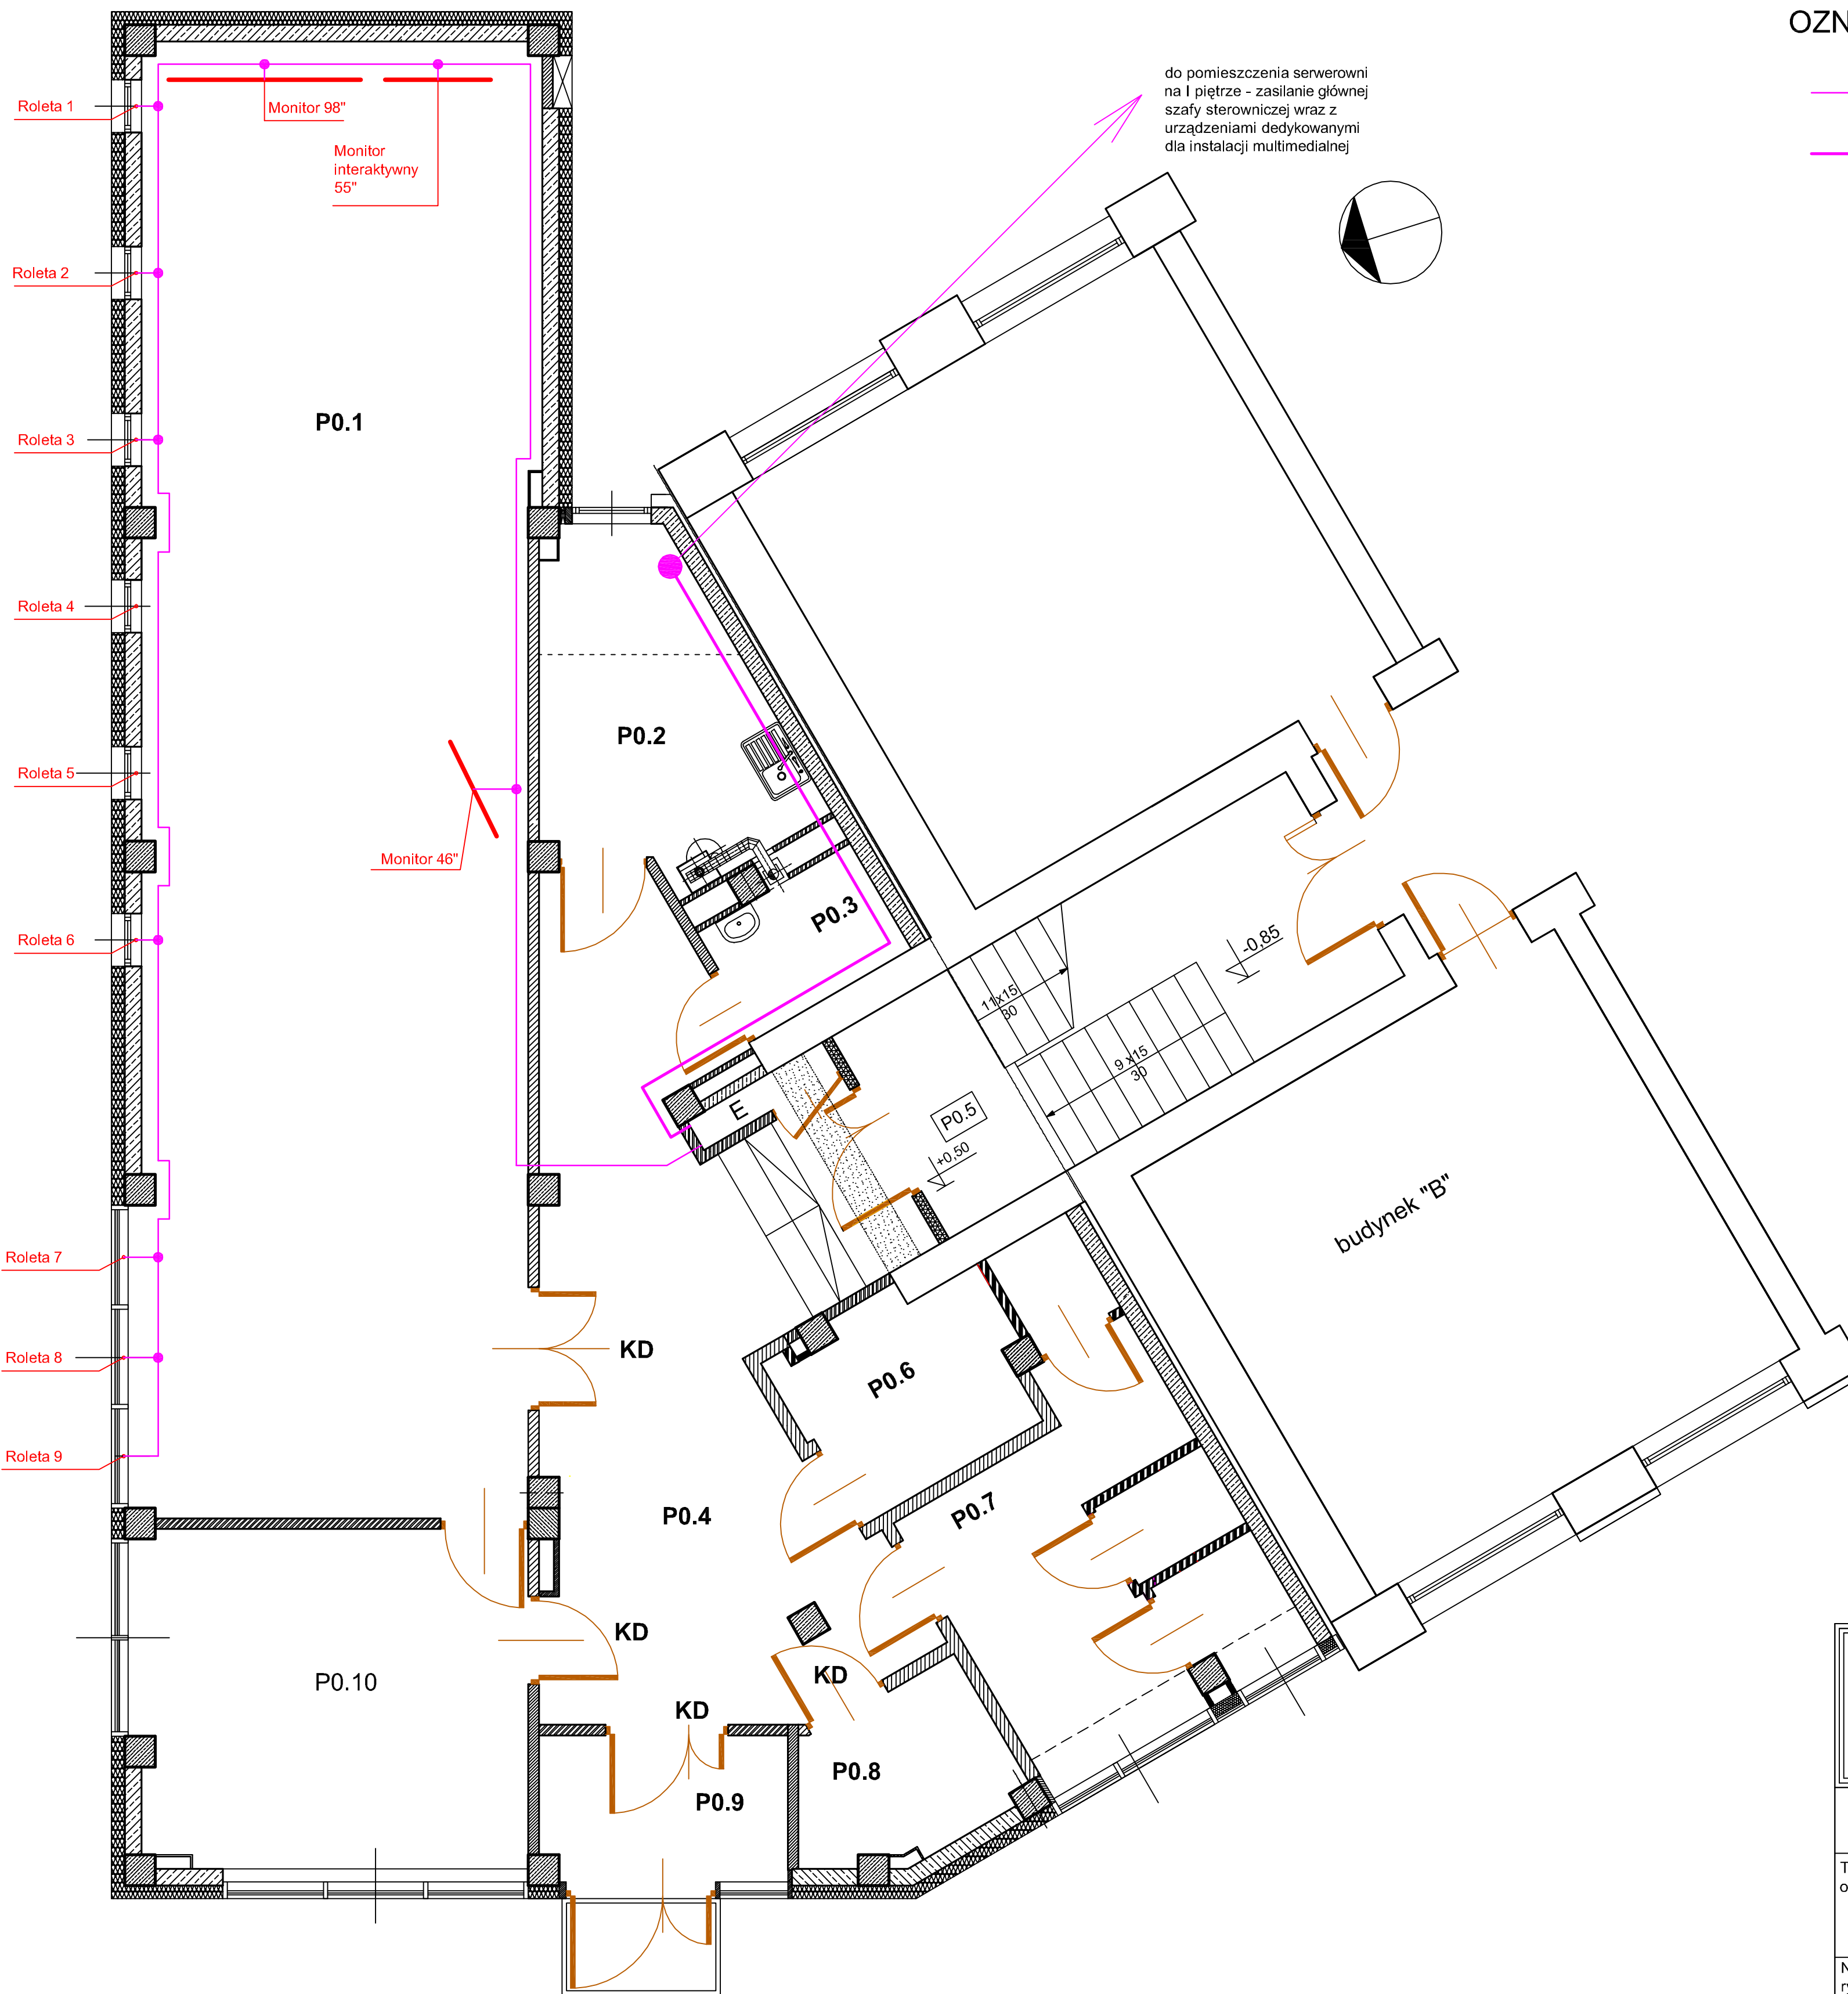 OZN
do pomieszczenia serwerowni
na I piętrze - zasilanie głównej
szafy sterowniczej wraz z
urządzeniami dedykowanymi
dla instalacji multimedialnej
Roleta 1
Monitor 98"
Monitor
interaktywny
55"
Roleta 2
P0.1
Roleta 3
Roleta 4
P0.2
Roleta 5
Monitor 46"
P0.3
Roleta 6
-0,85
11x15
30
9 x15
30
E
P0.5
+0,50
budynek "B"
Roleta 7
KD
Roleta 8
P0.6
Roleta 9
P0.4
P0.7
KD
P0.10
KD
KD
P0.8
P0.9
T
o
N
ry